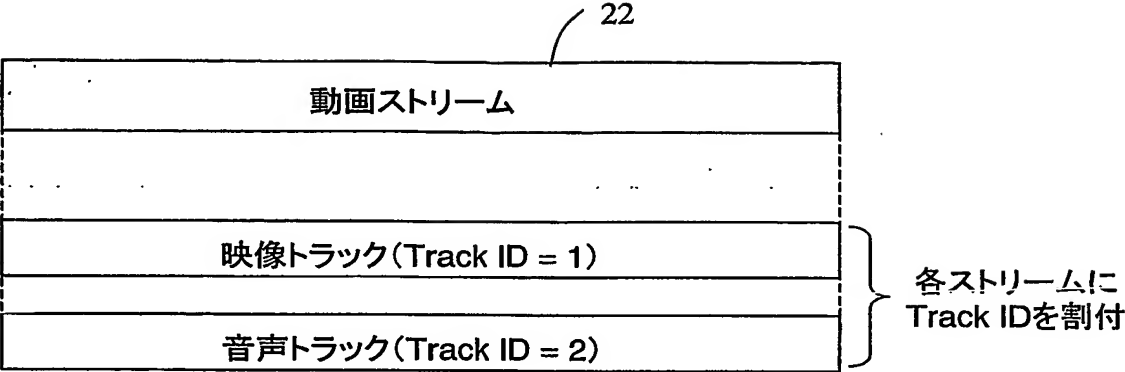 22
動画ストリーム
映像トラック(Track ID = 1)
各ストリームに
Track IDを割付
音声トラック(Track ID = 2)